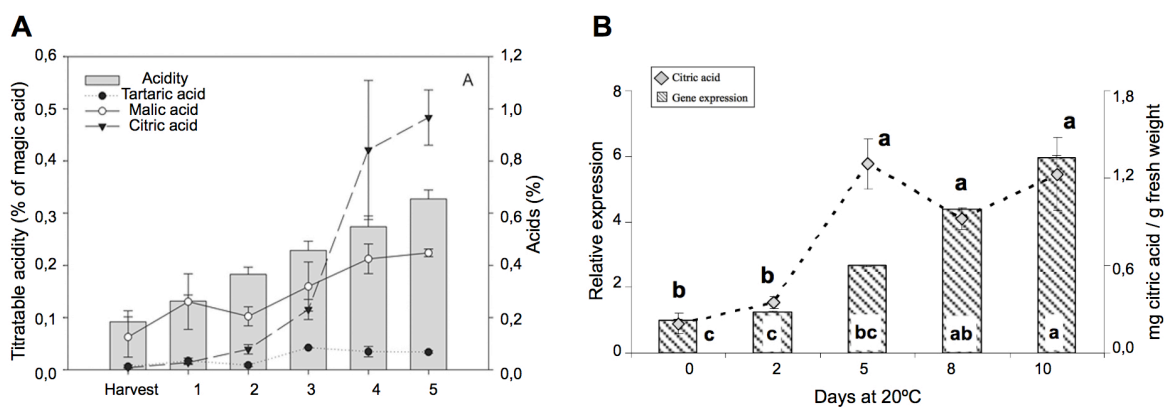 A
B
0,6
0,5
0,4
0,3
0,2
0,1
0,0
Titratable acidity (% of magic acid)
Acidity
Tartaric acid
Malic acid
Citric acid
A
1,2
1,0
0,8
0,6
0,4
0,2
0,0
Acids (%)
Harvest 1 2 3 4 5
8
6
4
2
0
Relative expression
Citric acid
Gene expression
b b a a a
c c bc ab a
1,8
1,2
0,6
0,0
mg citric acid / g fresh weight
0 2 5 8 10
Days at 20ºC